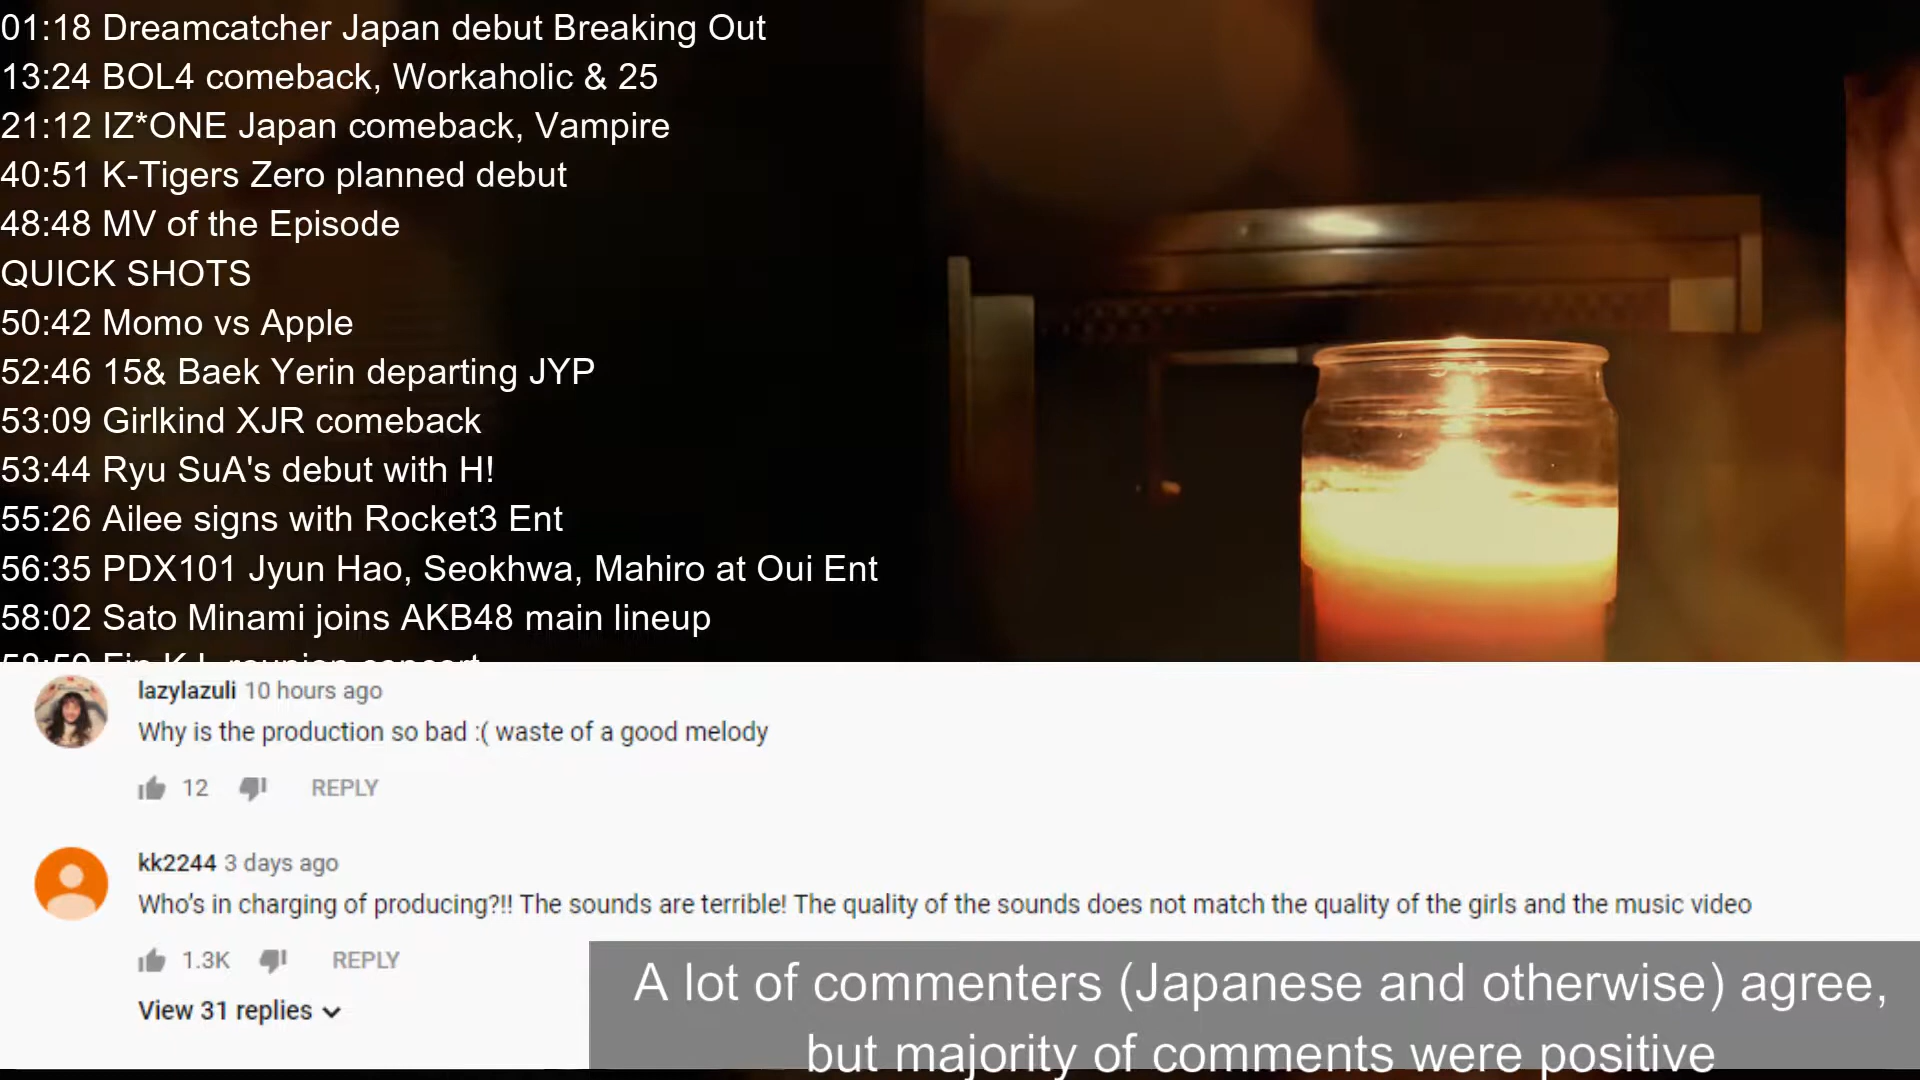 01:18 Dreamcatcher Japan debut Breaking Out
13:24 BOL4 comeback, Workaholic & 25
21:12 IZ*ONE Japan comeback, Vampire
40:51 K-Tigers Zero planned debut
48:48 MV of the Episode
QUICK SHOTS
50:42 Momo vs Apple
52:46 15& Baek Yerin departing JYP
53:09 Girlkind XJR comeback
53:44 Ryu SuA's debut with H!
55:26 Ailee signs with Rocket3 Ent
56:35 PDX101 Jyun Hao, Seokhwa, Mahiro at Oui Ent
58:02 Sato Minami joins AKB48 main lineup
58:59 Fin.K.L reunion concert
lazylazuli 10 hours ago
Why is the production so bad :( waste of a good melody
12 REPLY
kk2244 3 days ago
Who's in charging of producing?!! The sounds are terrible! The quality of the sounds does not match the quality of the girls and the music video
1.3K REPLY
View 31 replies
A lot of commenters (Japanese and otherwise) agree,
but majority of comments were positive